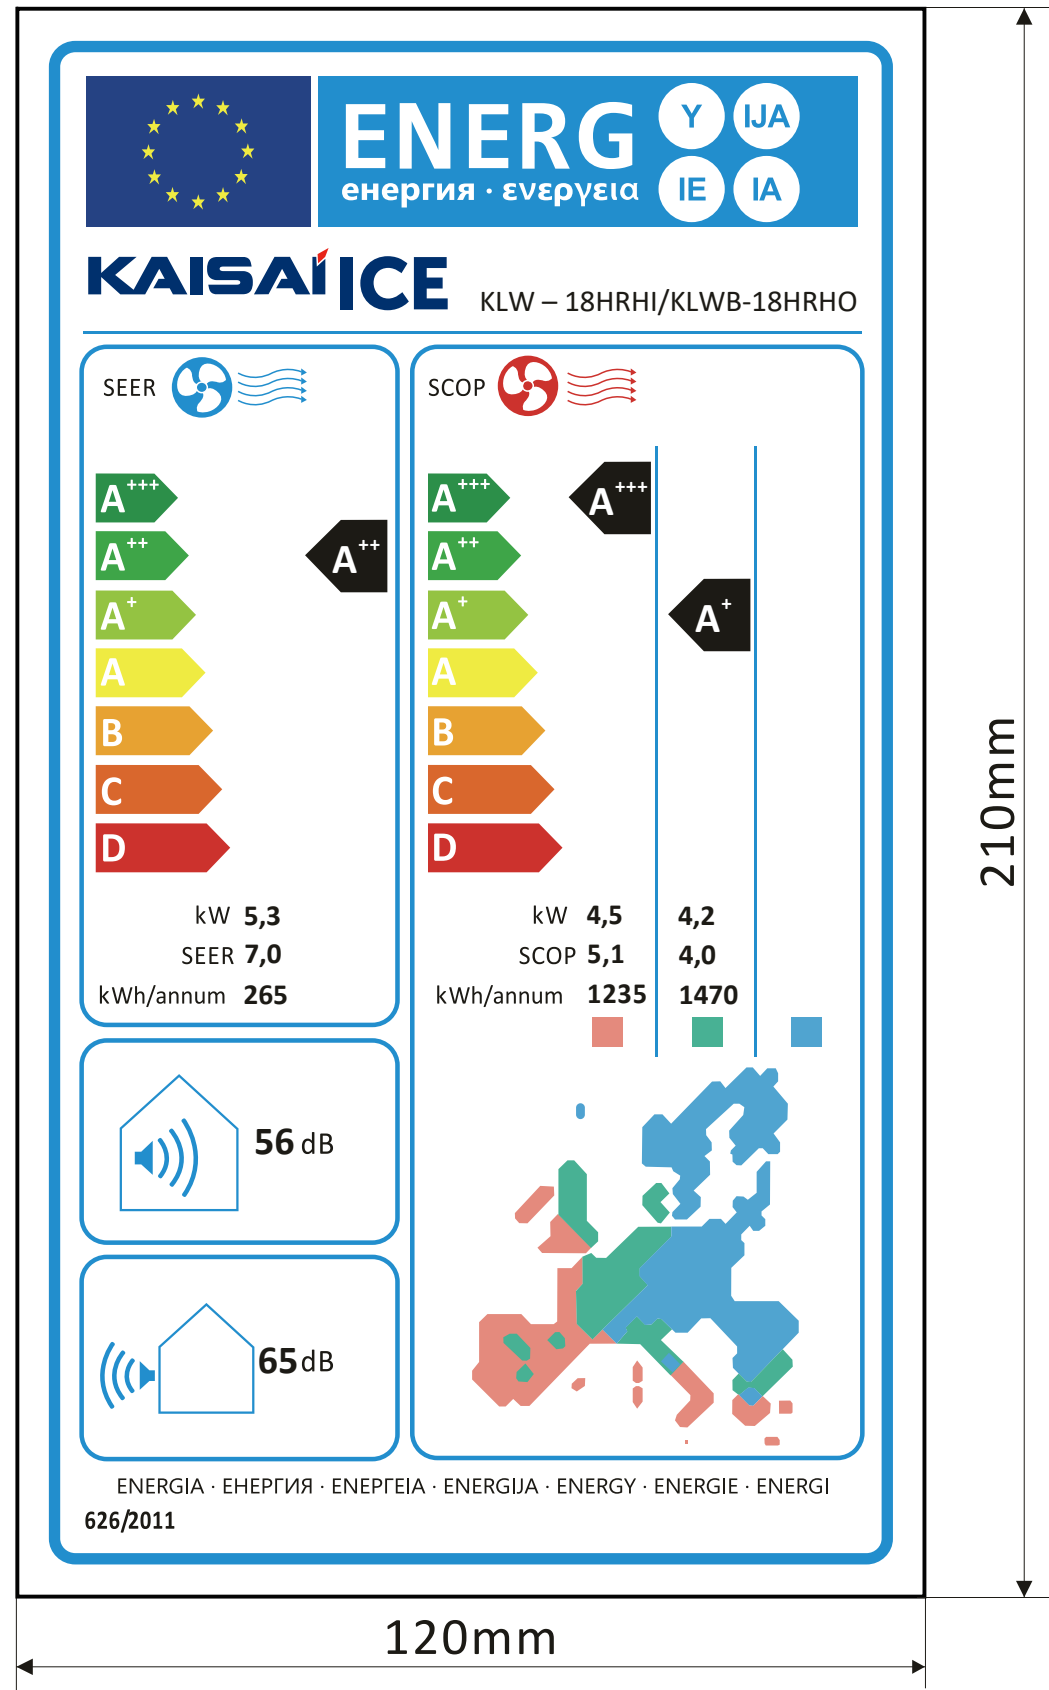 ENERG
енергия · ενεργεια
Y IJA
IE IA
KAISAI ICE
KLW – 18HRHI/KLWB-18HRHO
SEER
A+++
A++
A+
A
B
C
D
A++
kW 5,3
SEER 7,0
kWh/annum 265
SCOP
A+++
A++
A+
A
B
C
D
A+++
A+
kW 4,5 4,2
SCOP 5,1 4,0
kWh/annum 1235 1470
56 dB
65 dB
ENERGIA · ЕНЕРГИЯ · ΕΝΕΡΓΕΙΑ · ENERGIJA · ENERGY · ENERGIE · ENERGI
626/2011
210mm
120mm